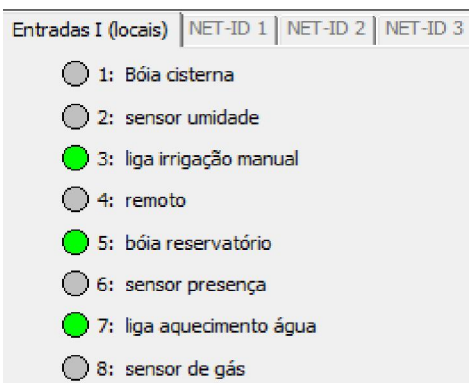 Entradas I (locais) NET-ID 1 NET-ID 2 NET-ID 3
1: Bóia cisterna
2: sensor umidade
3: liga irrigação manual
4: remoto
5: bóia reservatório
6: sensor presença
7: liga aquecimento água
8: sensor de gás